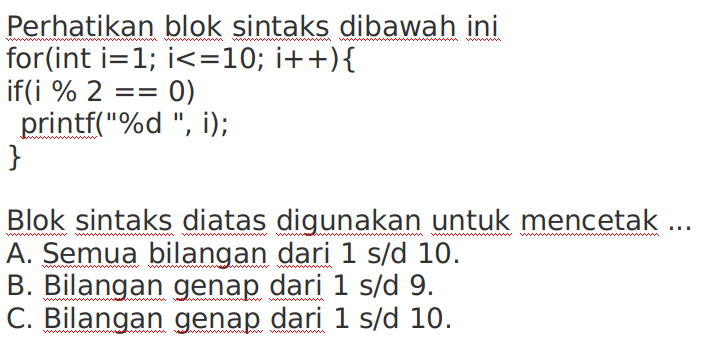 Perhatikan blok sintaks dibawah ini
for(int i=1; i<=10; i++){
if(i % 2 == 0)
printf("%d ", i);
}
Blok sintaks diatas digunakan untuk mencetak ...
A. Semua bilangan dari 1 s/d 10.
B. Bilangan genap dari 1 s/d 9.
C. Bilangan genap dari 1 s/d 10.